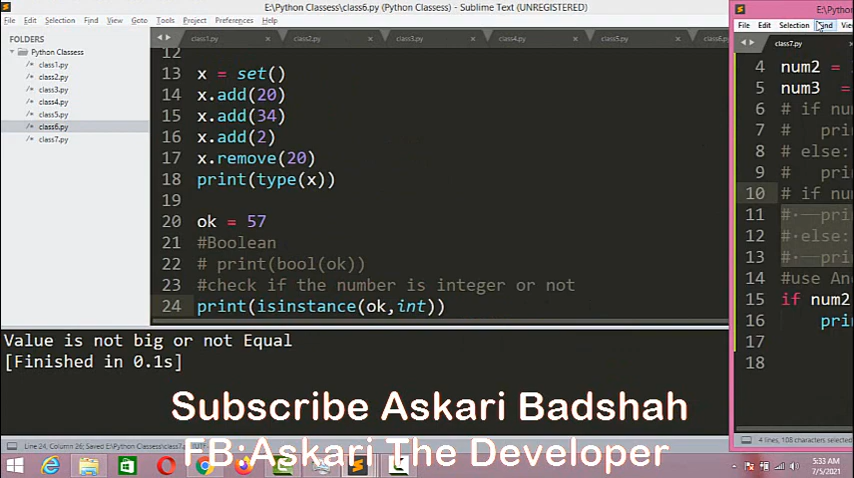 E:\Python Classess\class6.py (Python Classess) - Sublime Text (UNREGISTERED)
File Edit Selection Find View Goto Tools Project Preferences Help
FOLDERS
Python Classess
class1.py
class2.py
class3.py
class4.py
class5.py
class6.py
class7.py
class1.py class2.py class3.py class4.py class5.py
12
13 x = set()
14 x.add(20)
15 x.add(34)
16 x.add(2)
17 x.remove(20)
18 print(type(x))
19
20 ok = 57
21 #Boolean
22 # print(bool(ok))
23 #check if the number is integer or not
24 print(isinstance(ok,int))
Value is not big or not Equal
[Finished in 0.1s]
E:\Pytho
File Edit Selection Find
class7.py
4 num2 =
5 num3 =
6 # if nu
7 # pri
8 # else:
9 # pri
10 # if nu
11 # pri
12 # else:
13 # pri
14 #use An
15 if num2
16 pri
17
18
Subscribe Askari Badshah
FB:Askari The Developer
4 lines, 108 characters selected
5:33 AM
7/5/2021